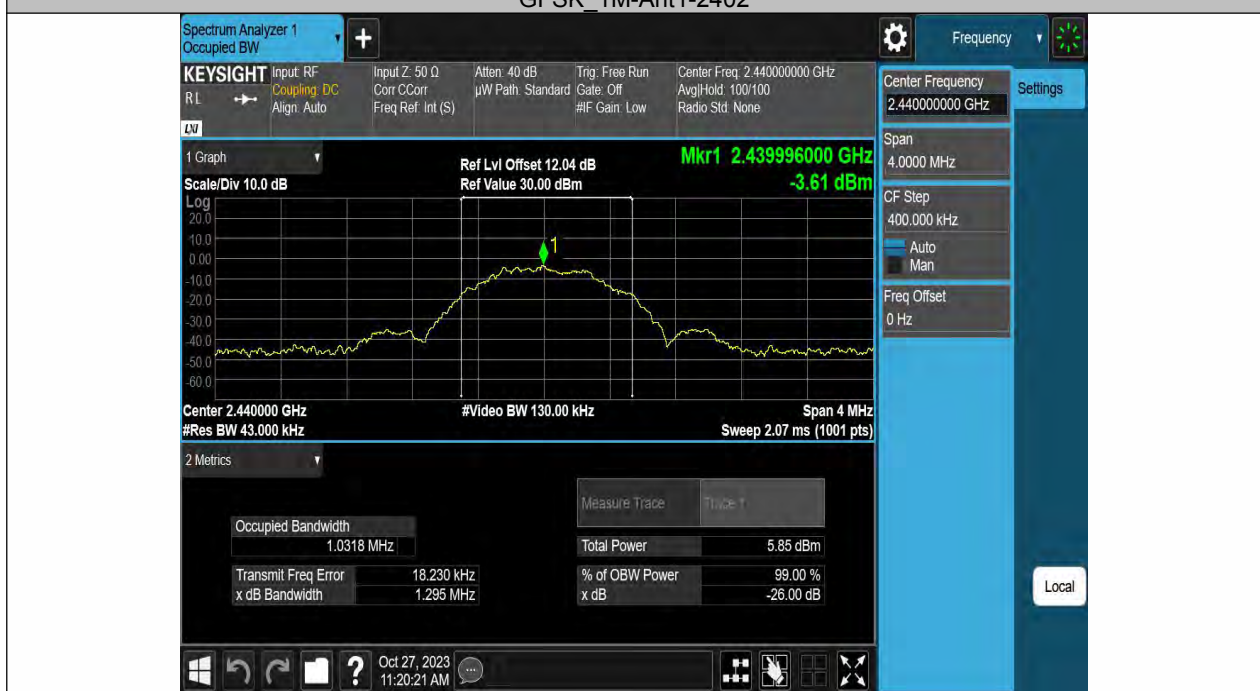 GFSK_1M-Ant1-2402
Spectrum Analyzer 1
Occupied BW
Frequency
KEYSIGHT
RL
LXI
Input: RF
Coupling: DC
Align: Auto
Input Z: 50 Ω
Corr CCorr
Freq Ref: Int (S)
Atten: 40 dB
µW Path: Standard
Trig: Free Run
Gate: Off
#IF Gain: Low
Center Freq: 2.440000000 GHz
Avg|Hold: 100/100
Radio Std: None
Center Frequency
2.440000000 GHz
Settings
Span
4.0000 MHz
CF Step
400.000 kHz
Auto
Man
Freq Offset
0 Hz
Local
1 Graph
Scale/Div 10.0 dB
Ref Lvl Offset 12.04 dB
Ref Value 30.00 dBm
Mkr1 2.439996000 GHz
-3.61 dBm
Log
20.0
10.0
0.00
-10.0
-20.0
-30.0
-40.0
-50.0
-60.0
1
Center 2.440000 GHz
#Res BW 43.000 kHz
#Video BW 130.00 kHz
Span 4 MHz
Sweep 2.07 ms (1001 pts)
2 Metrics
Measure Trace
Trace 1
Occupied Bandwidth
1.0318 MHz
Total Power 5.85 dBm
Transmit Freq Error 18.230 kHz
% of OBW Power 99.00 %
x dB Bandwidth 1.295 MHz
x dB -26.00 dB
?
Oct 27, 2023
11:20:21 AM